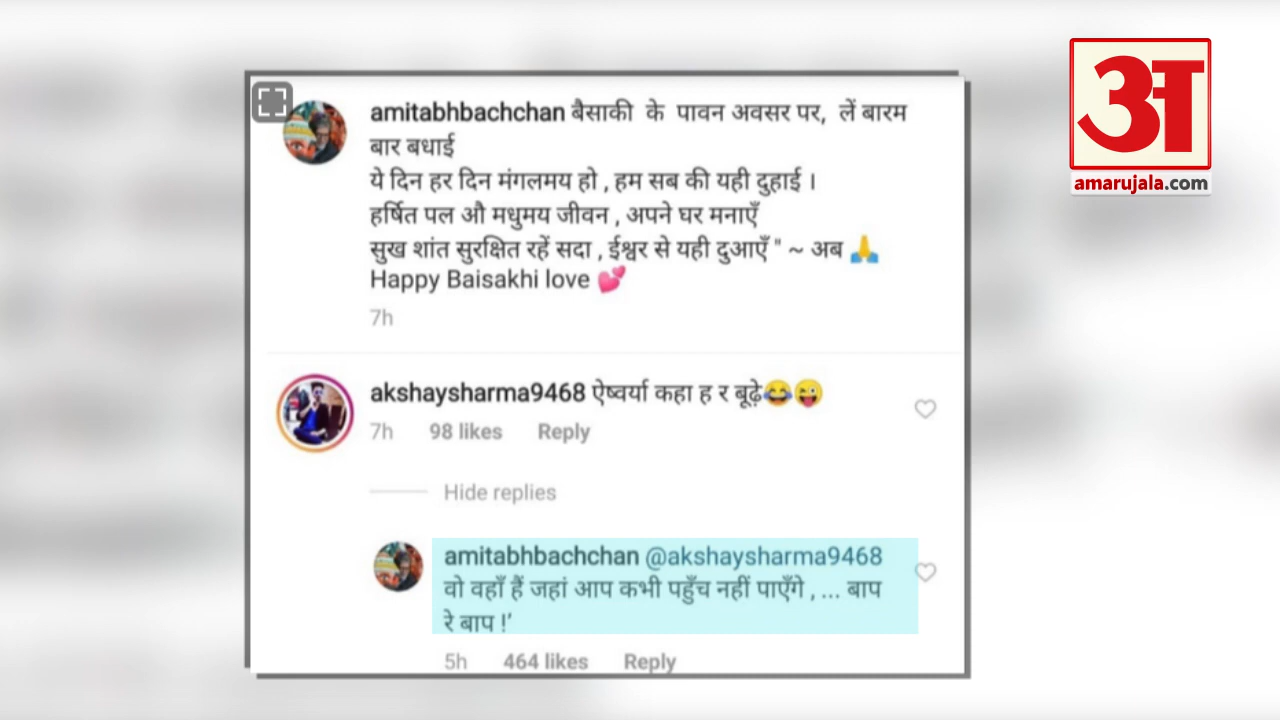 amitabhbachchan बैसाकी के पावन अवसर पर, लें बारम
बार बधाई
ये दिन हर दिन मंगलमय हो , हम सब की यही दुहाई ।
हर्षित पल औ मधुमय जीवन , अपने घर मनाएँ
सुख शांत सुरक्षित रहें सदा , ईश्वर से यही दुआएँ " ~ अब 🙏
Happy Baisakhi love 💕
7h
akshaysharma9468 ऐष्वर्या कहा ह र बूढ़े😂😜
7h 98 likes Reply
Hide replies
amitabhbachchan @akshaysharma9468
वो वहाँ हैं जहां आप कभी पहुँच नहीं पाएँगे , ... बाप
रे बाप !’
5h 464 likes Reply
अ
amarujala.com